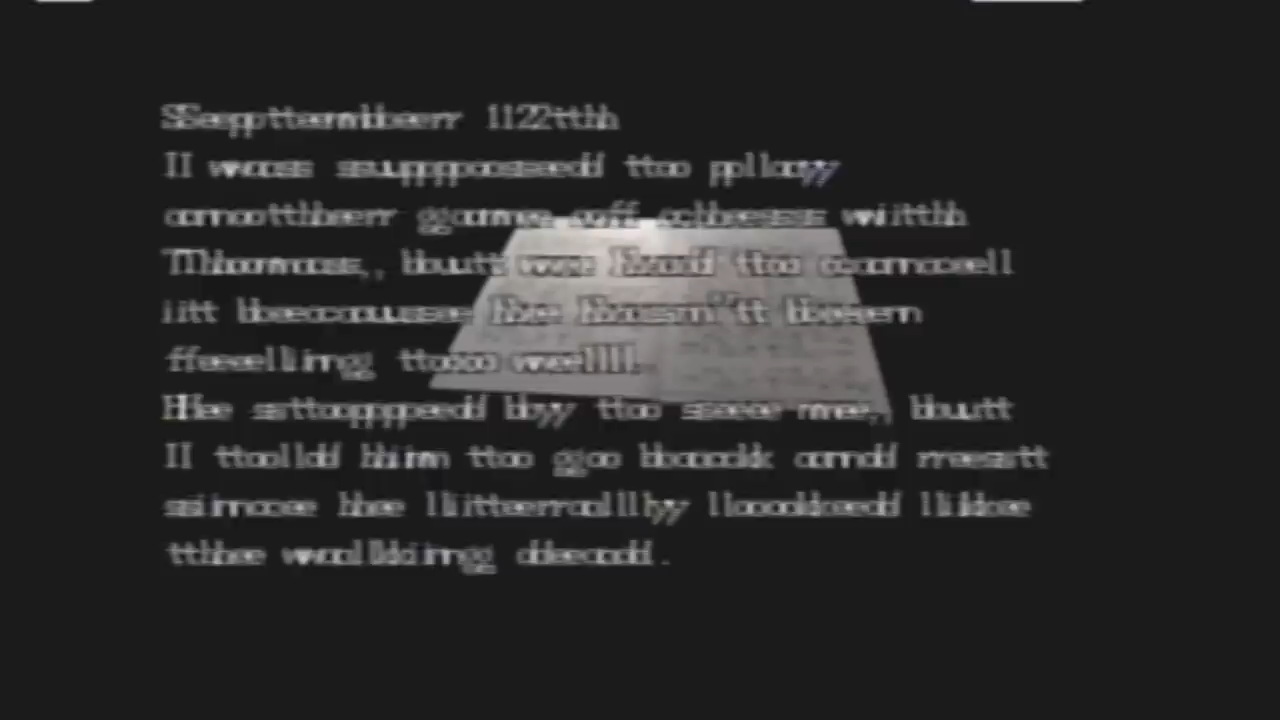 September 12th
I was supposed to play
another game of chess with
Thomas, but we had to cancel
it because he hasn't been
feeling too well.
He stopped by to see me, but
I told him to go back and rest
since he literally looked like
the walking dead.